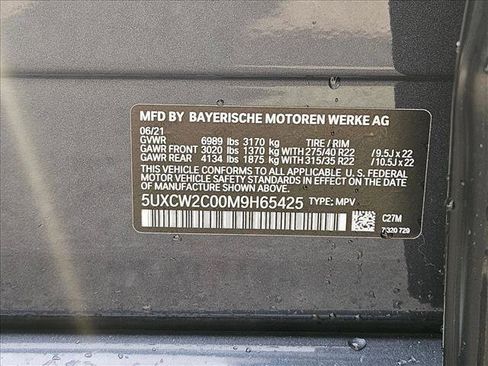 MFD BY BAYERISCHE MOTOREN WERKE AG
06/21
GVWR 6989 lbs 3170 kg TIRE / RIM
GAWR FRONT 3020 lbs 1370 kg WITH 275/40 R22 / 9.5J x 22
GAWR REAR 4134 lbs 1875 kg WITH 315/35 R22 / 10.5J x 22
THIS VEHICLE CONFORMS TO ALL APPLICABLE U.S. FEDERAL
MOTOR VEHICLE SAFETY STANDARDS IN EFFECT ON THE DATE
OF MANUFACTURE SHOWN ABOVE.
5UXCW2C00M9H65425 TYPE: MPV
C27M
7 320 729